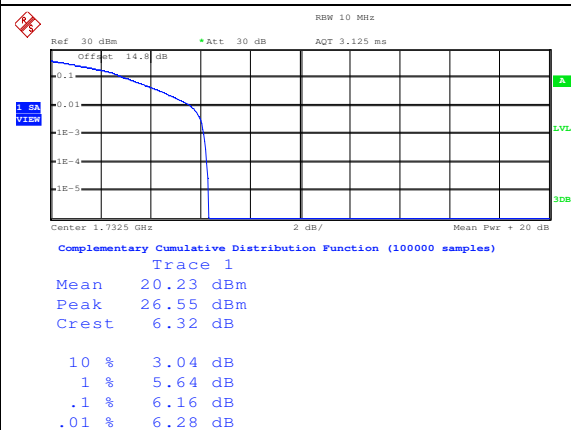 RBW 10 MHz
Ref 30 dBm *Att 30 dB AQT 3.125 ms
Offset 14.8 dB
0.1
0.01
1E-3
1E-4
1E-5
R S
1 SA
VIEW
A
LVL
3DB
Center 1.7325 GHz 2 dB/ Mean Pwr + 20 dB
Complementary Cumulative Distribution Function (100000 samples)
Trace 1
Mean 20.23 dBm
Peak 26.55 dBm
Crest 6.32 dB
10 % 3.04 dB
1 % 5.64 dB
.1 % 6.16 dB
.01 % 6.28 dB